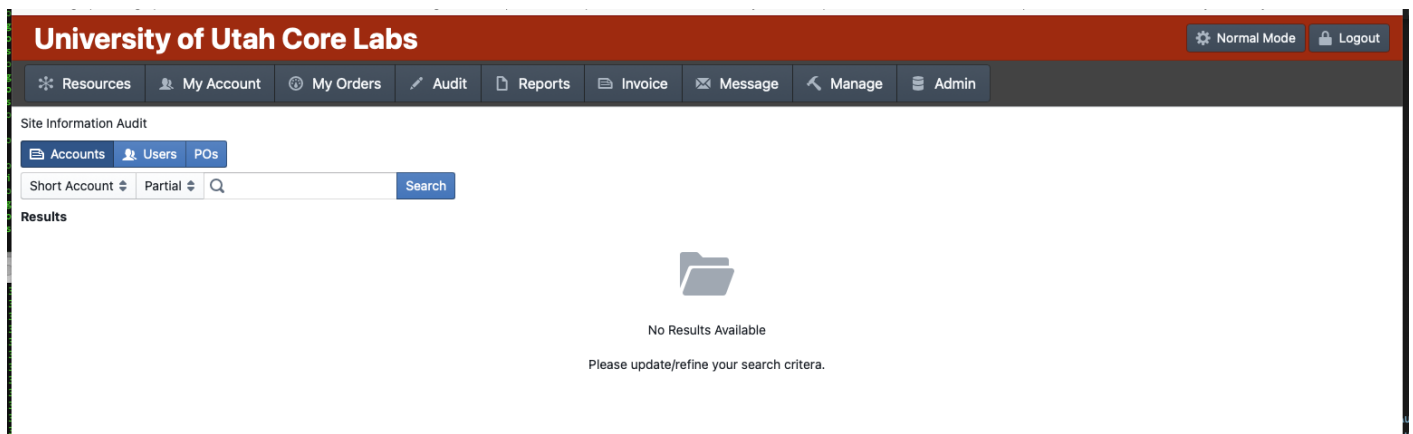 University of Utah Core Labs
Normal Mode
Logout
Resources
My Account
My Orders
Audit
Reports
Invoice
Message
Manage
Admin
Site Information Audit
Accounts
Users
POs
Short Account
Partial
Search
Results
No Results Available
Please update/refine your search critera.